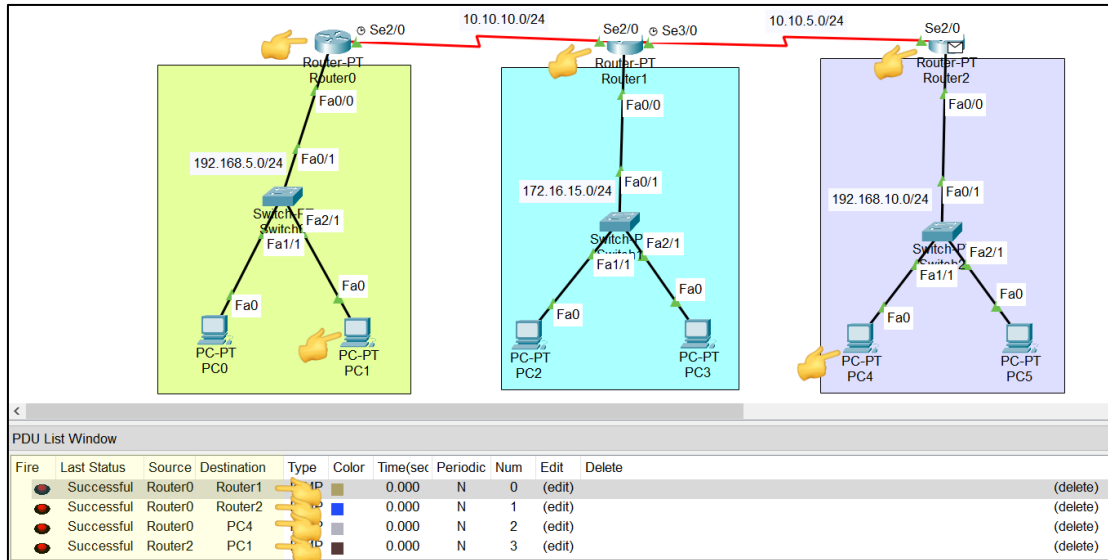 10.10.10.0/24
10.10.5.0/24
Se2/0
Se2/0
Se3/0
Se2/0
Router-PT
Router0
Router-PT
Router1
Router-PT
Router2
Fa0/0
Fa0/0
Fa0/0
192.168.5.0/24
Fa0/1
172.16.15.0/24
Fa0/1
192.168.10.0/24
Fa0/1
Fa2/1
Fa1/1
Switch-P
Fa2/1
Fa1/1
Switch-P
Fa2/1
Fa1/1
Fa0
Fa0
Fa0
Fa0
Fa0
Fa0
PC-PT
PC0
PC-PT
PC1
PC-PT
PC2
PC-PT
PC3
PC-PT
PC4
PC-PT
PC5
PDU List Window
Fire Last Status Source Destination Type Color Time(sec Periodic Num Edit Delete
Successful Router0 Router1 0.000 N 0 (edit) (delete)
Successful Router0 Router2 0.000 N 1 (edit) (delete)
Successful Router0 PC4 0.000 N 2 (edit) (delete)
Successful Router2 PC1 0.000 N 3 (edit) (delete)